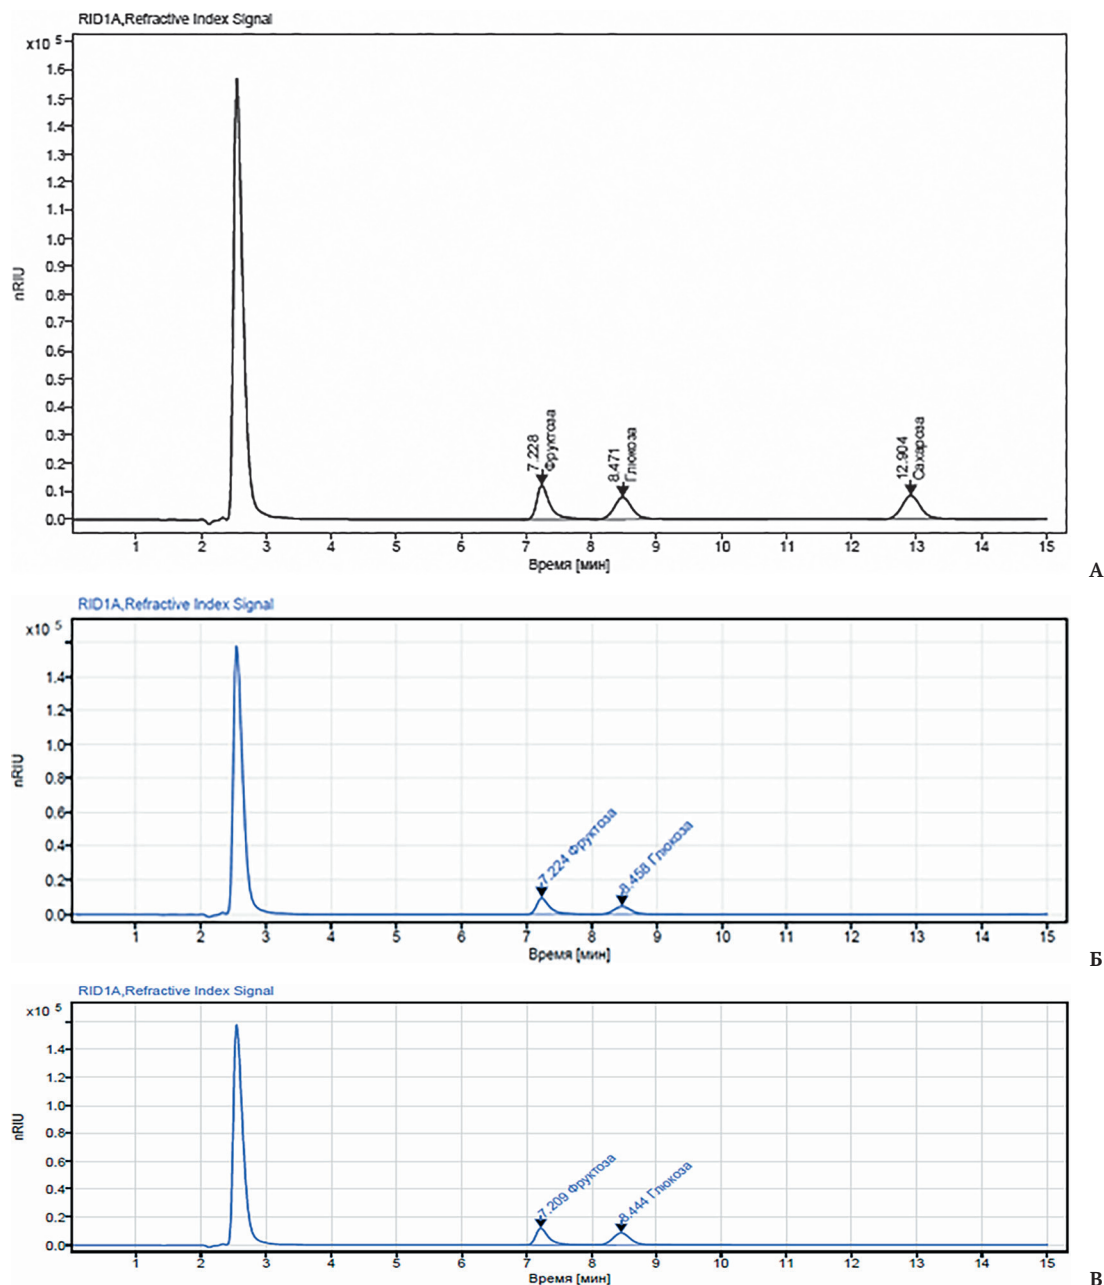 RID1A,Refractive Index Signal
x10 5
1.6
1.5
1.4
1.3
1.2
1.1
1.0
0.9
0.8
0.7
0.6
0.5
0.4
0.3
0.2
0.1
0.0
nRIU
7.228
Фруктоза
8.471
Глюкоза
12.904
Сахароза
1 2 3 4 5 6 7 8 9 10 11 12 13 14 15
Время [мин]
А
RID1A,Refractive Index Signal
x10 5
1.4
1.2
1.0
0.8
0.6
0.4
0.2
0.0
nRIU
7.224 Фруктоза
8.458 Глюкоза
1 2 3 4 5 6 7 8 9 10 11 12 13 14 15
Время [мин]
Б
RID1A,Refractive Index Signal
x10 5
1.4
1.2
1.0
0.8
0.6
0.4
0.2
0.0
nRIU
7.209 Фруктоза
8.444 Глюкоза
1 2 3 4 5 6 7 8 9 10 11 12 13 14 15
Время [мин]
В